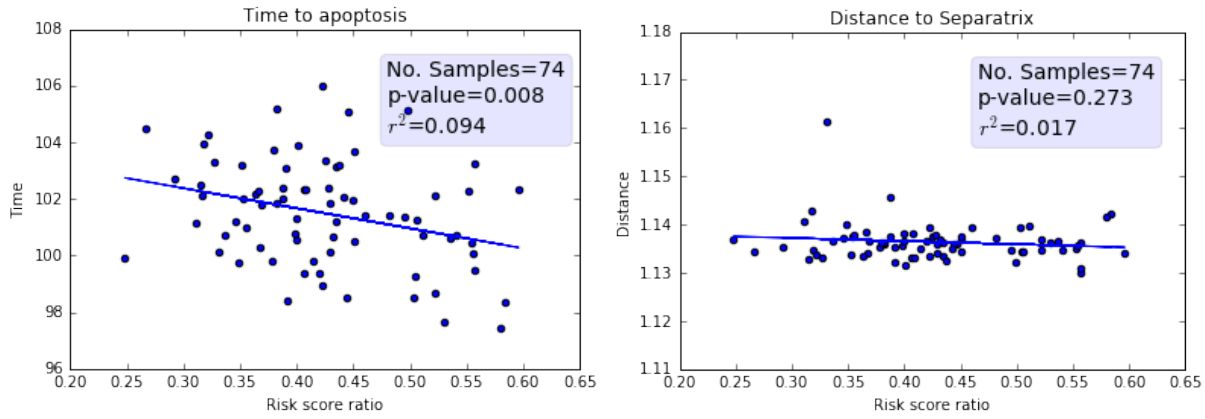 Time to apoptosis
108
106
104
102
100
98
96
Time
0.20 0.25 0.30 0.35 0.40 0.45 0.50 0.55 0.60 0.65
Risk score ratio
No. Samples=74
p-value=0.008
r²=0.094
Distance to Separatrix
1.18
1.17
1.16
1.15
1.14
1.13
1.12
1.11
Distance
0.20 0.25 0.30 0.35 0.40 0.45 0.50 0.55 0.60 0.65
Risk score ratio
No. Samples=74
p-value=0.273
r²=0.017